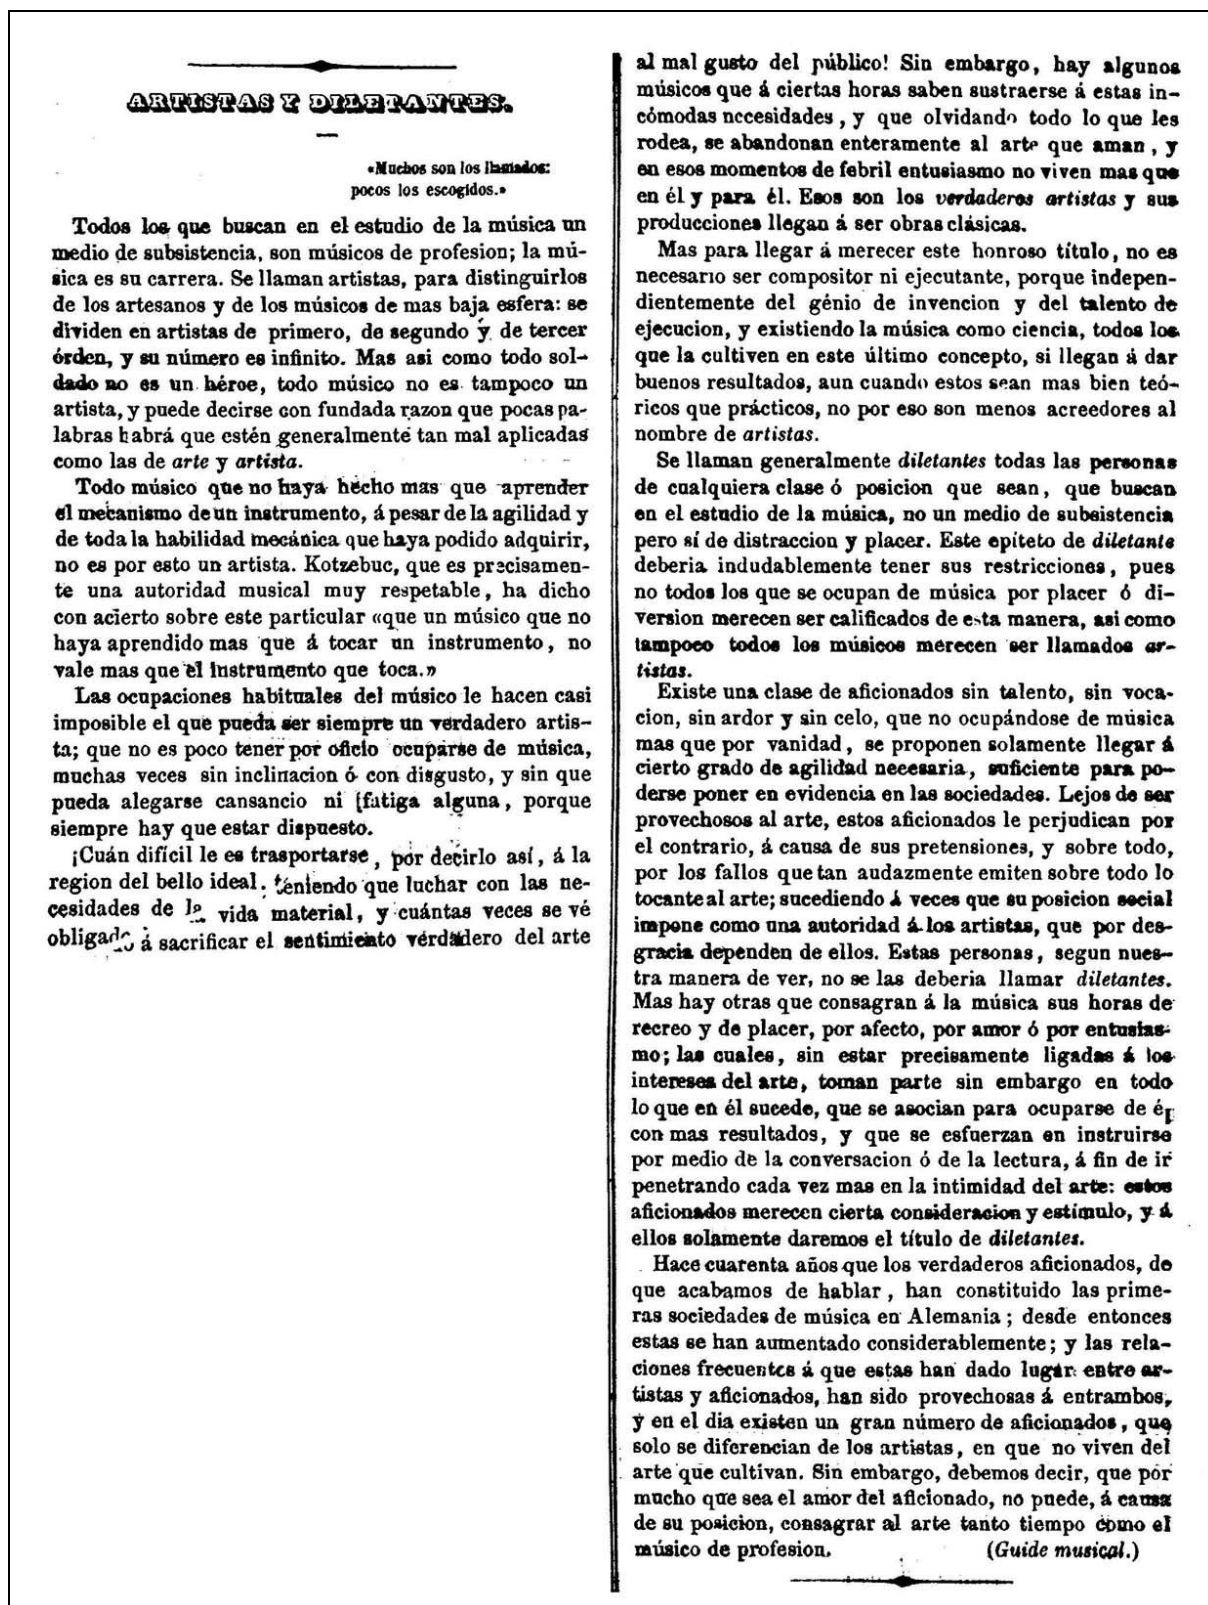 ARTISTAS Y DILETANTES.
«Muchos son los llamados:
pocos los escogidos.»
Todos los que buscan en el estudio de la música un
medio de subsistencia, son músicos de profesion; la mú-
sica es su carrera. Se llaman artistas, para distinguirlos
de los artesanos y de los músicos de mas baja esfera: se
dividen en artistas de primero, de segundo y de tercer
órden, y su número es infinito. Mas asi como todo sol-
dado no es un héroe, todo músico no es tampoco un
artista, y puede decirse con fundada razon que pocas pa-
labras habrá que estén generalmente tan mal aplicadas
como las de arte y artista.
Todo músico que no haya hecho mas que aprender
el mecanismo de un instrumento, á pesar de la agilidad y
de toda la habilidad mecánica que haya podido adquirir,
no es por esto un artista. Kotzebuc, que es precisamen-
te una autoridad musical muy respetable, ha dicho
con acierto sobre este particular «que un músico que no
haya aprendido mas que á tocar un instrumento, no
vale mas que el instrumento que toca.»
Las ocupaciones habituales del músico le hacen casi
imposible el que pueda ser siempre un verdadero artis-
ta; que no es poco tener por oficio ocuparse de música,
muchas veces sin inclinacion ó con disgusto, y sin que
pueda alegarse cansancio ni [fatiga alguna, porque
siempre hay que estar dispuesto.
¡Cuán difícil le es trasportarse, por decirlo así, á la
region del bello ideal, teniendo que luchar con las ne-
cesidades de la vida material, y cuántas veces se vé
obligado á sacrificar el sentimiento verdadero del arte
al mal gusto del público! Sin embargo, hay algunos
músicos que á ciertas horas saben sustraerse á estas in-
cómodas necesidades, y que olvidando todo lo que les
rodea, se abandonan enteramente al arte que aman, y
en esos momentos de febril entusiasmo no viven mas que
en él y para él. Esos son los verdaderos artistas y sus
producciones llegan á ser obras clásicas.
Mas para llegar á merecer este honroso título, no es
necesario ser compositor ni ejecutante, porque indepen-
dientemente del génio de invencion y del talento de
ejecucion, y existiendo la música como ciencia, todos los
que la cultiven en este último concepto, si llegan á dar
buenos resultados, aun cuando estos sean mas bien teó-
ricos que prácticos, no por eso son menos acreedores al
nombre de artistas.
Se llaman generalmente diletantes todas las personas
de cualquiera clase ó posicion que sean, que buscan
en el estudio de la música, no un medio de subsistencia
pero sí de distraccion y placer. Este epíteto de diletante
deberia indudablemente tener sus restricciones, pues
no todos los que se ocupan de música por placer ó di-
version merecen ser calificados de esta manera, asi como
tampoco todos los músicos merecen ser llamados ar-
tistas.
Existe una clase de aficionados sin talento, sin voca-
cion, sin ardor y sin celo, que no ocupándose de música
mas que por vanidad, se proponen solamente llegar á
cierto grado de agilidad necesaria, suficiente para po-
derse poner en evidencia en las sociedades. Lejos de ser
provechosos al arte, estos aficionados le perjudican por
el contrario, á causa de sus pretensiones, y sobre todo,
por los fallos que tan audazmente emiten sobre todo lo
tocante al arte; sucediendo á veces que su posicion social
impone como una autoridad á los artistas, que por des-
gracia dependen de ellos. Estas personas, segun nues-
tra manera de ver, no se las deberia llamar diletantes.
Mas hay otras que consagran á la música sus horas de
recreo y de placer, por afecto, por amor ó por entusias-
mo; las cuales, sin estar precisamente ligadas á los
intereses del arte, toman parte sin embargo en todo
lo que en él sucede, que se asocian para ocuparse de él
con mas resultados, y que se esfuerzan en instruirse
por medio de la conversacion ó de la lectura, á fin de ir
penetrando cada vez mas en la intimidad del arte: estos
aficionados merecen cierta consideracion y estímulo, y á
ellos solamente daremos el título de diletantes.
Hace cuarenta años que los verdaderos aficionados, de
que acabamos de hablar, han constituido las prime-
ras sociedades de música en Alemania; desde entonces
estas se han aumentado considerablemente; y las rela-
ciones frecuentes á que estas han dado lugar entre ar-
tistas y aficionados, han sido provechosas á entrambos,
y en el dia existen un gran número de aficionados, que
solo se diferencian de los artistas, en que no viven del
arte que cultivan. Sin embargo, debemos decir, que por
mucho que sea el amor del aficionado, no puede, á causa
de su posicion, consagrar al arte tanto tiempo como el
músico de profesion. (Guide musical.)